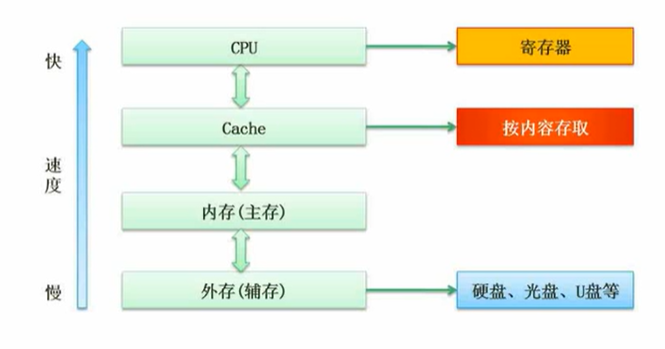 快
CPU
寄存器
Cache
按内容存取
速
度
内存(主存)
慢
外存(辅存)
硬盘、光盘、U盘等